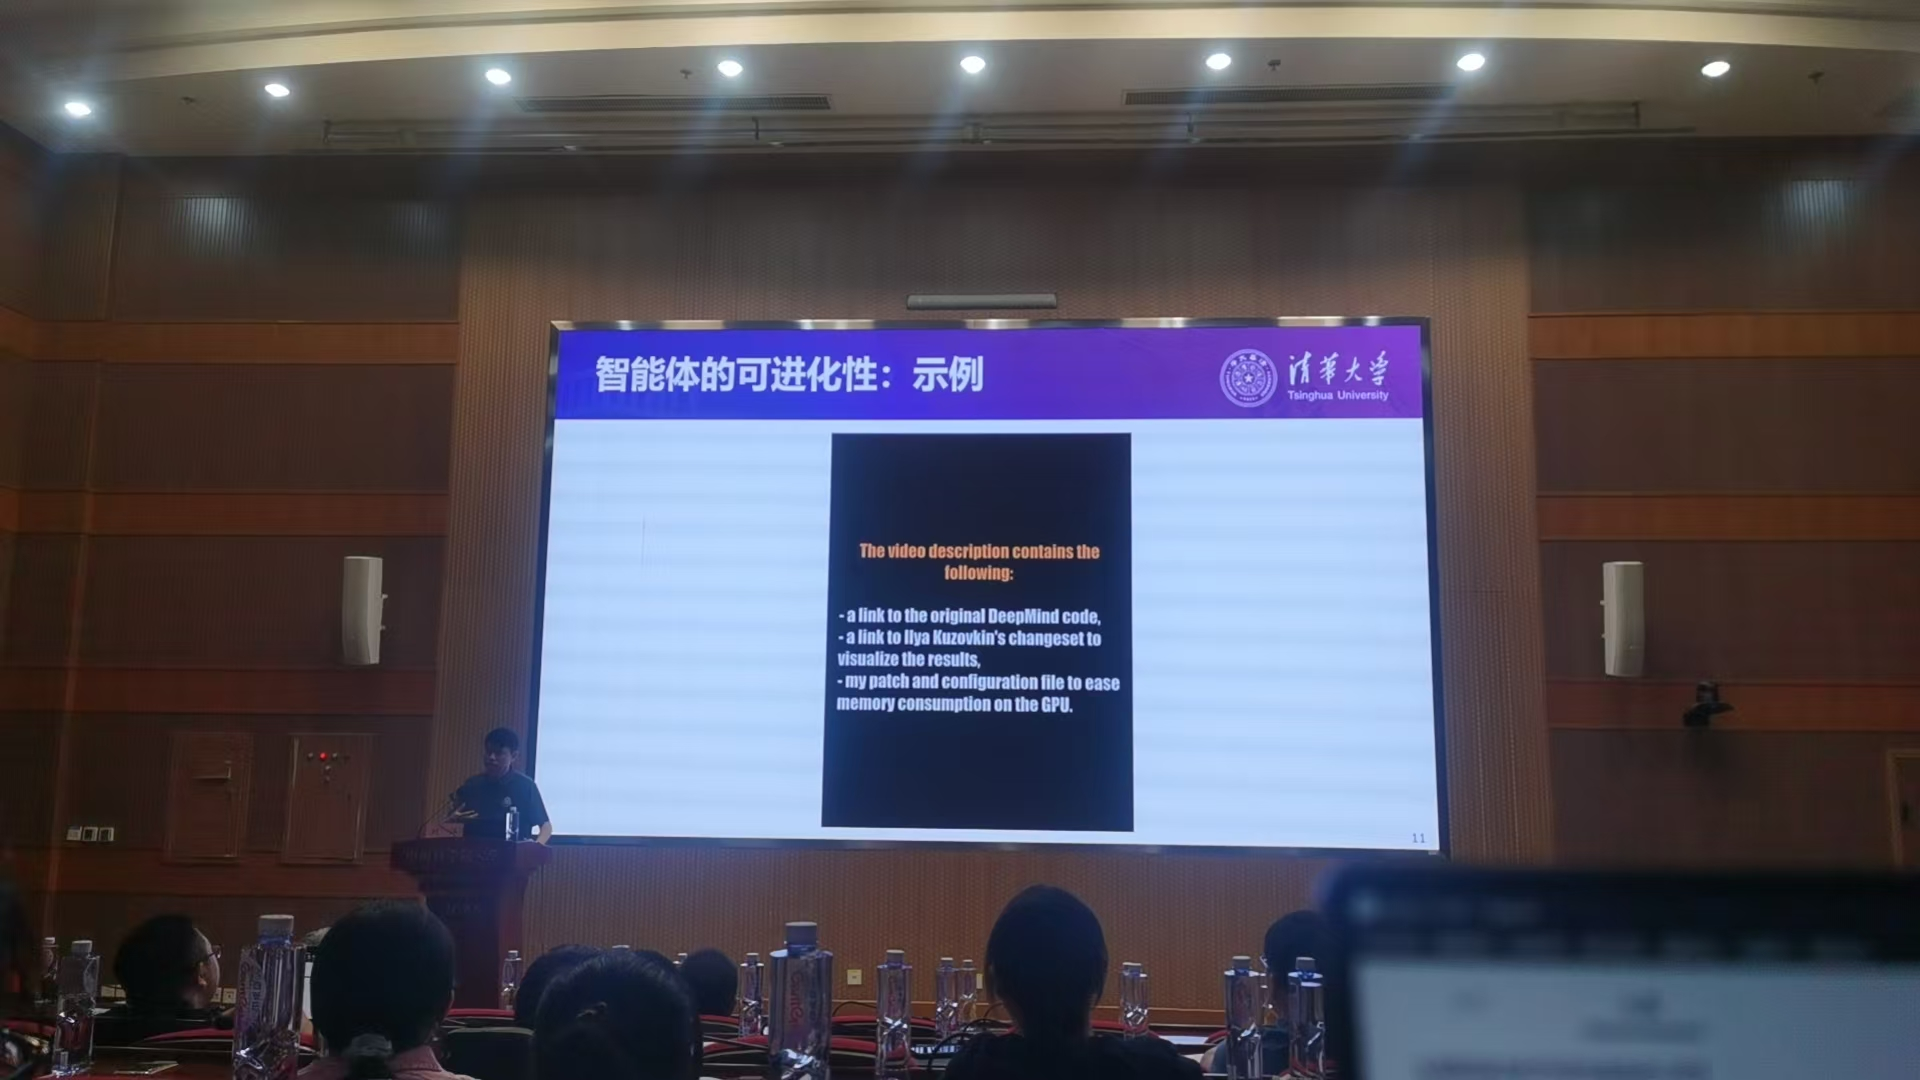 智能体的可进化性：示例
清华大学
Tsinghua University
The video description contains the
following:
- a link to the original DeepMind code,
- a link to Ilya Kuzovkin's changeset to
visualize the results,
- my patch and configuration file to ease
memory consumption on the GPU.
11